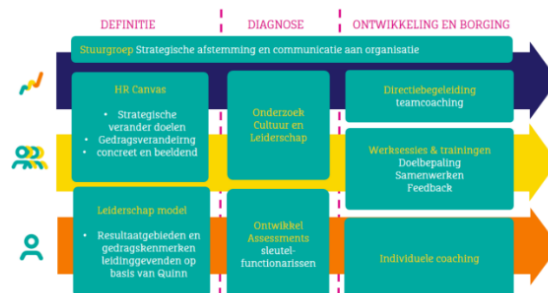 DEFINITIE
DIAGNOSE
ONTWIKKELING EN BORGING
Stuurgroep Strategische afstemming en communicatie aan organisatie
HR Canvas
• Strategische
verander doelen
• Gedragsverandeirng
• concreet en beeldend
Onderzoek
Cultuur en
Leiderschap
Directiebegeleiding
teamcoaching
Werksessies & trainingen
Doelbepaling
Samenwerken
Feedback
Leiderschap model
• Resultaatgebieden en
gedragskenmerken
leidinggevenden op
basis van Quinn
Ontwikkel
Assessments
sleutel-
functionarissen
Individuele coaching